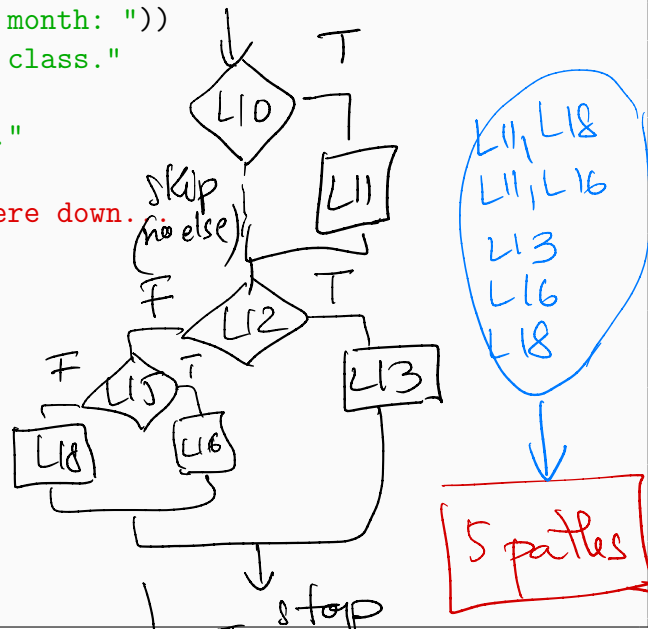 month: "))
class."
."
ere down...
T
L10
L11
skip
(no else)
F
L12
T
F
L15
T
L13
L18
L16
stop
L11, L18
L11, L16
L13
L16
L18
5 paths